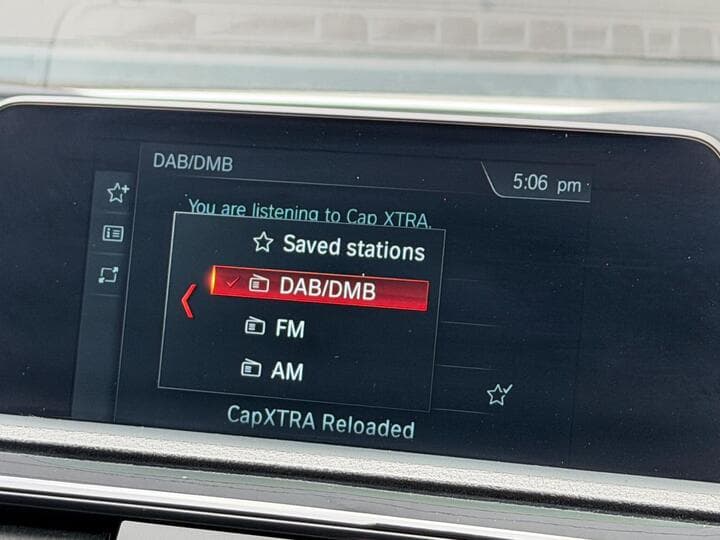 DAB/DMB
5:06 pm
You are listening to Cap XTRA.
Saved stations
DAB/DMB
FM
AM
CapXTRA Reloaded